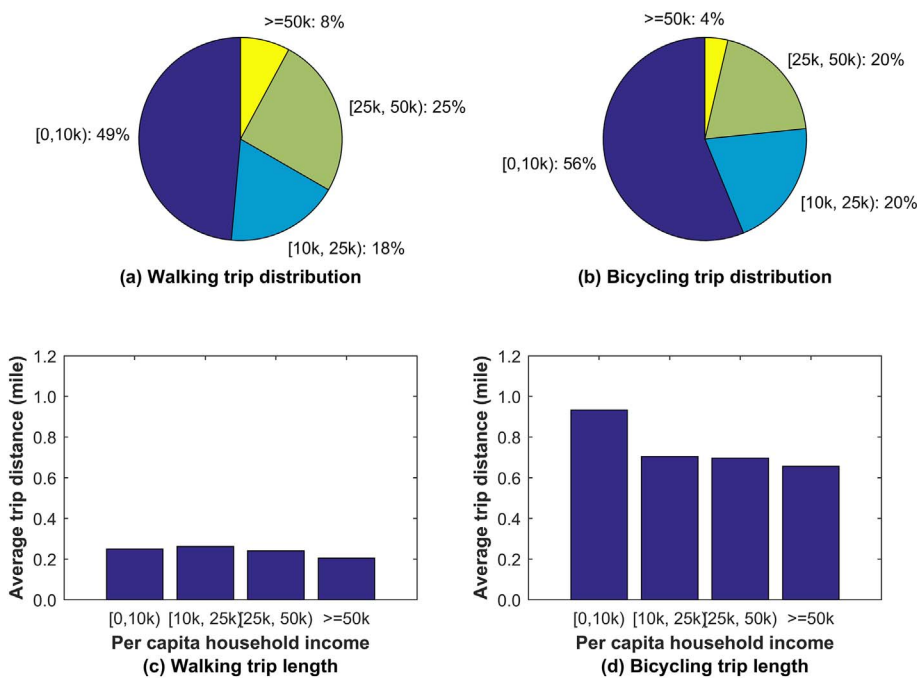 >=50k: 8%
[25k, 50k): 25%
[0,10k): 49%
[10k, 25k): 18%
(a) Walking trip distribution
>=50k: 4%
[25k, 50k): 20%
[0,10k): 56%
[10k, 25k): 20%
(b) Bicycling trip distribution
Average trip distance (mile)
1.2
1.0
0.8
0.6
0.4
0.2
0.0
[0,10k) [10k, 25k) [25k, 50k) >=50k
Per capita household income
(c) Walking trip length
Average trip distance (mile)
1.2
1.0
0.8
0.6
0.4
0.2
0.0
[0,10k) [10k, 25k) [25k, 50k) >=50k
Per capita household income
(d) Bicycling trip length